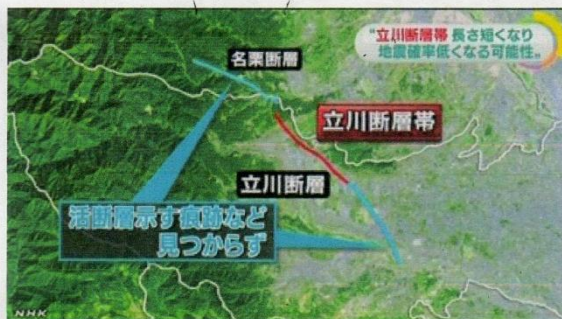 “立川断層帯 長さ短くなり
地震確率低くなる可能性„
名栗断層
立川断層帯
立川断層
活断層示す痕跡など
見つからず
NHK